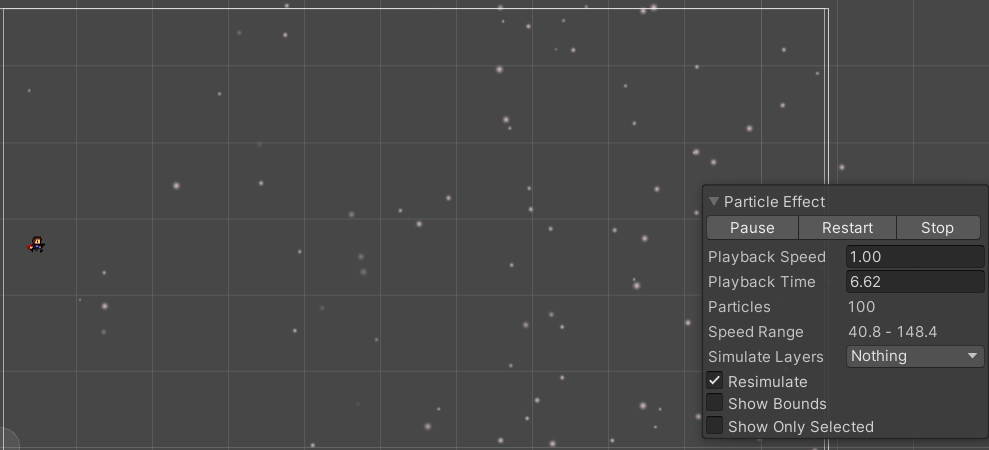 Particle Effect
Pause Restart Stop
Playback Speed 1.00
Playback Time 6.62
Particles 100
Speed Range 40.8 - 148.4
Simulate Layers Nothing
Resimulate
Show Bounds
Show Only Selected